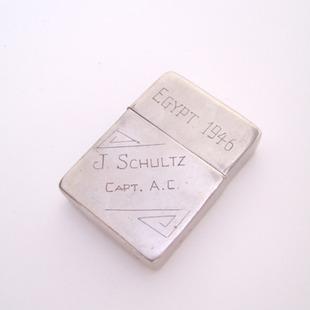 EGYPT 1946
J. SCHULTZ
CAPT. A.C.